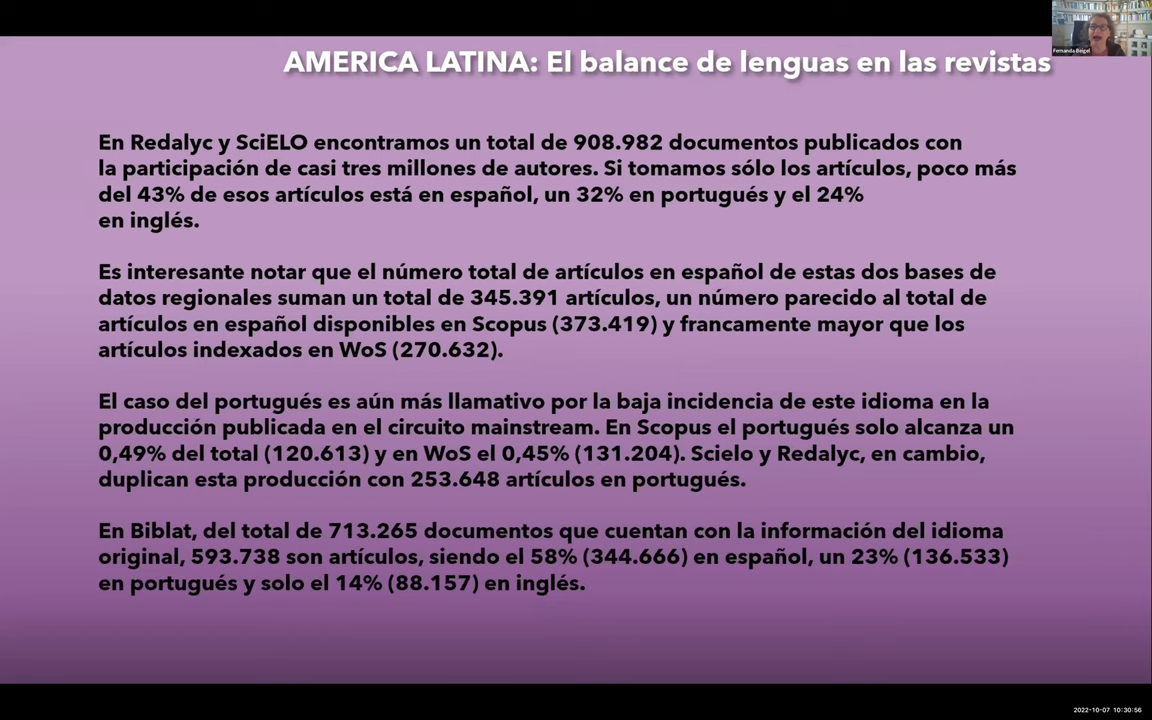 AMERICA LATINA: El balance de lenguas en las revistas
Fernanda Beigel
En Redalyc y SciELO encontramos un total de 908.982 documentos publicados con
la participación de casi tres millones de autores. Si tomamos sólo los artículos, poco más
del 43% de esos artículos está en español, un 32% en portugués y el 24%
en inglés.
Es interesante notar que el número total de artículos en español de estas dos bases de
datos regionales suman un total de 345.391 artículos, un número parecido al total de
artículos en español disponibles en Scopus (373.419) y francamente mayor que los
artículos indexados en WoS (270.632).
El caso del portugués es aún más llamativo por la baja incidencia de este idioma en la
producción publicada en el circuito mainstream. En Scopus el portugués solo alcanza un
0,49% del total (120.613) y en WoS el 0,45% (131.204). Scielo y Redalyc, en cambio,
duplican esta producción con 253.648 artículos en portugués.
En Biblat, del total de 713.265 documentos que cuentan con la información del idioma
original, 593.738 son artículos, siendo el 58% (344.666) en español, un 23% (136.533)
en portugués y solo el 14% (88.157) en inglés.
2022-10-07 10:30:56